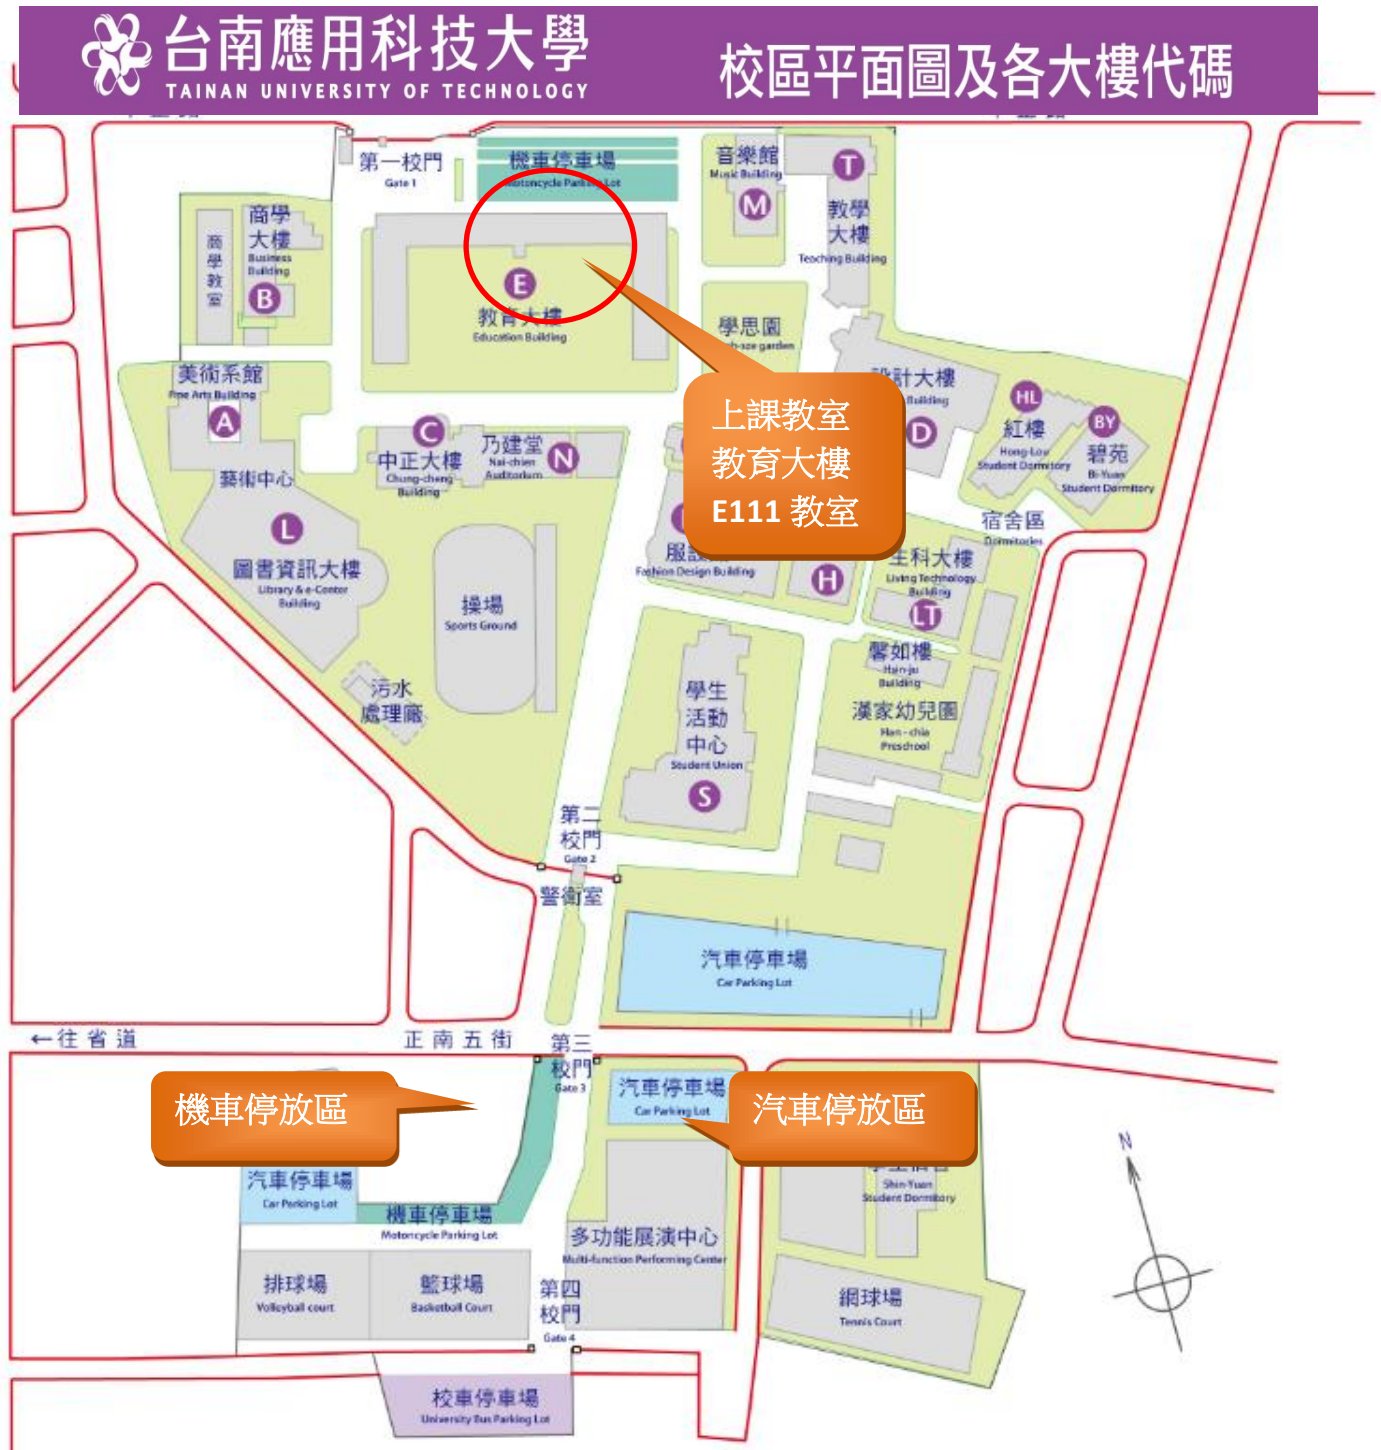 台南應用科技大學
TAINAN UNIVERSITY OF TECHNOLOGY
校區平面圖及各大樓代碼
第一校門
Gate 1
機車停車場
Motorcycle Parking Lot
音樂館
Music Building
M
T
教學
大樓
Teaching Building
商學
大樓
Business
Building
B
商學教室
E
教育大樓
Education Building
學思園
garden
美術系館
Fine Arts Building
A
藝術中心
C
中正大樓
Chung-cheng
Building
乃建堂
Nai-chien
Auditorium
N
上課教室
教育大樓
E111 教室
設計大樓
Building
D
HL
紅樓
Hong-Lou
Student Dormitory
BY
碧苑
Bi-Yuan
Student Dormitory
宿舍區
Dormitories
L
圖書資訊大樓
Library & e-Center
Building
操場
Sports Ground
服設
Fashion Design Building
H
生科大樓
Living Technology
Building
LT
馨如樓
Hsin-ju
Building
漢家幼兒園
Han - chia
Preschool
污水
處理廠
學生
活動
中心
Student Union
S
第二
校門
Gate 2
警衛室
汽車停車場
Car Parking Lot
←往省道
正南五街
第三
校門
Gate 3
機車停放區
汽車停車場
Car Parking Lot
汽車停放區
汽車停車場
Car Parking Lot
機車停車場
Motorcycle Parking Lot
Shin-Yuan
Student Dormitory
N
多功能展演中心
Multi-function Performing Center
排球場
Volleyball court
籃球場
Basketball Court
第四
校門
Gate 4
網球場
Tennis Court
校車停車場
University Bus Parking Lot